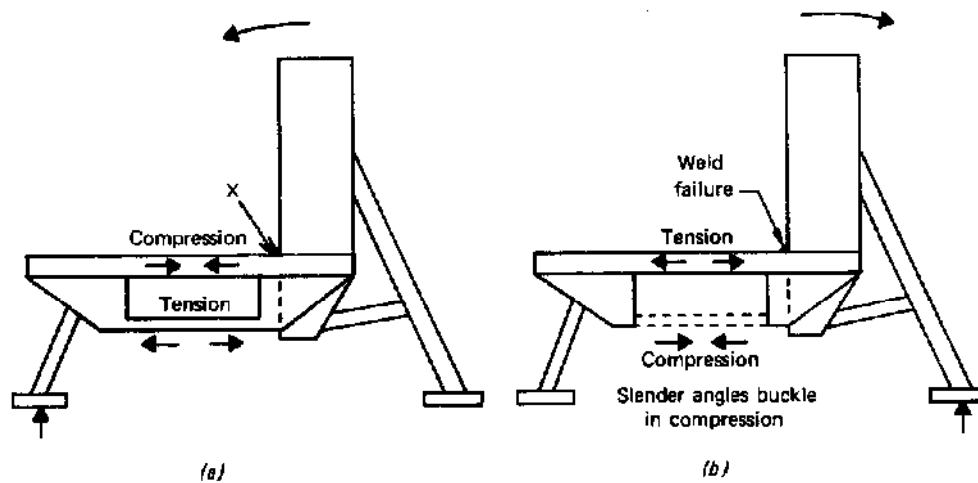 X
Compression
Tension
(a)
Weld
failure
Tension
Compression
Slender angles buckle
in compression
(b)